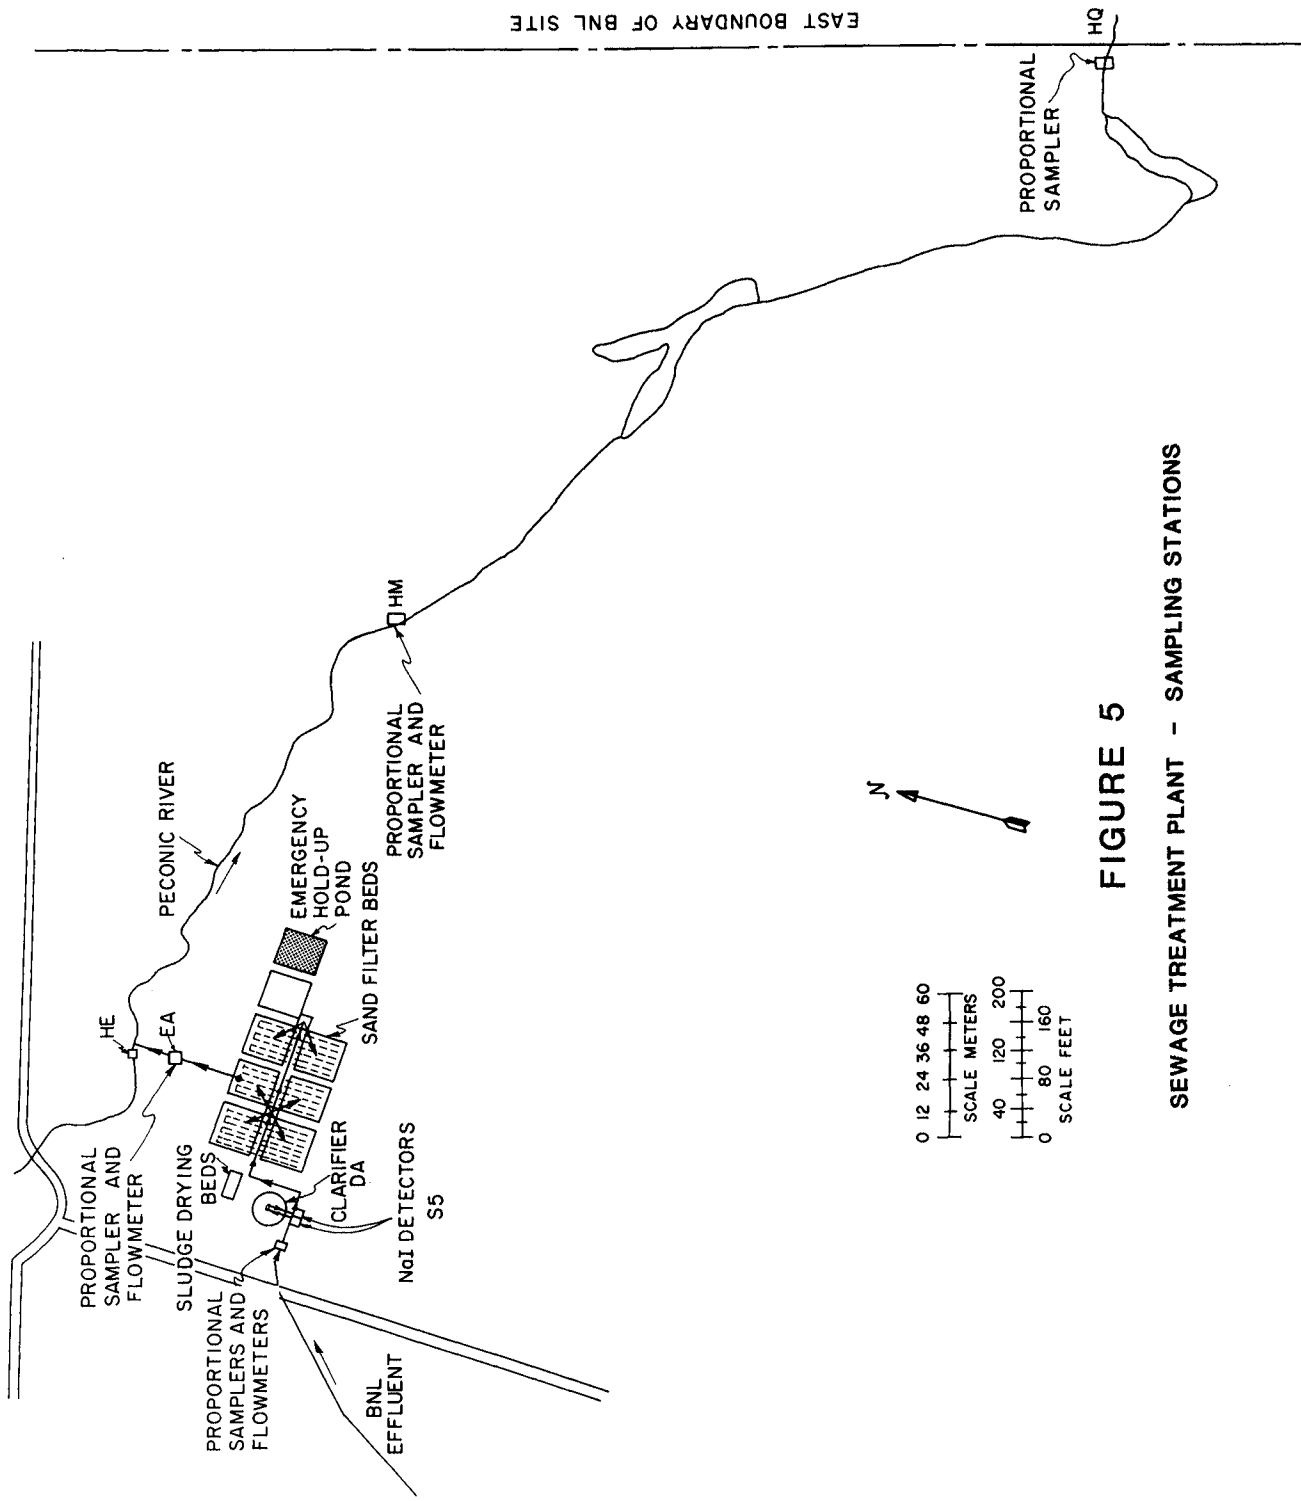 EAST BOUNDARY OF BNL SITE
HQ
PROPORTIONAL
SAMPLER
HM
PROPORTIONAL
SAMPLER AND
FLOWMETER
PECONIC RIVER
EMERGENCY
HOLD-UP
POND
SAND FILTER BEDS
HE
EA
PROPORTIONAL
SAMPLER AND
FLOWMETER
SLUDGE DRYING
BEDS
CLARIFIER
DA
NaI DETECTORS
S5
PROPORTIONAL
SAMPLERS AND
FLOWMETERS
BNL
EFFLUENT
N
0 12 24 36 48 60
SCALE METERS
40 120 200
0 80 160
SCALE FEET
FIGURE 5
SEWAGE TREATMENT PLANT - SAMPLING STATIONS